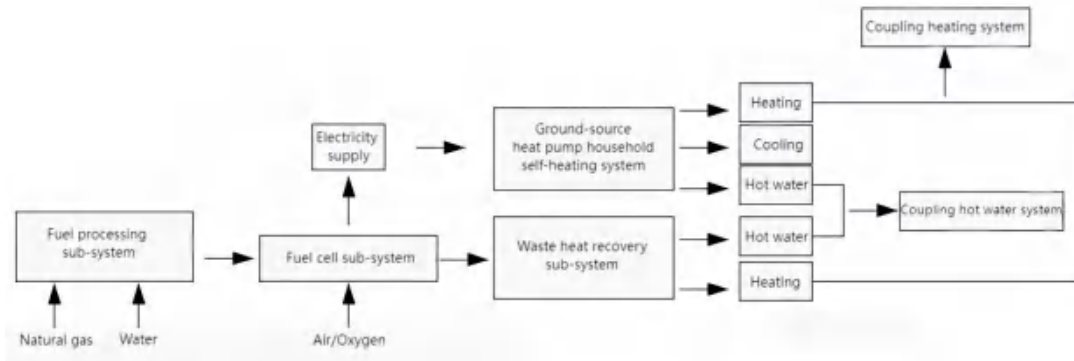 Coupling heating system
Heating
Electricity
supply
Ground-source
heat pump household
self-heating system
Cooling
Hot water
Coupling hot water system
Fuel processing
sub-system
Fuel cell sub-system
Waste heat recovery
sub-system
Hot water
Heating
Natural gas
Water
Air/Oxygen